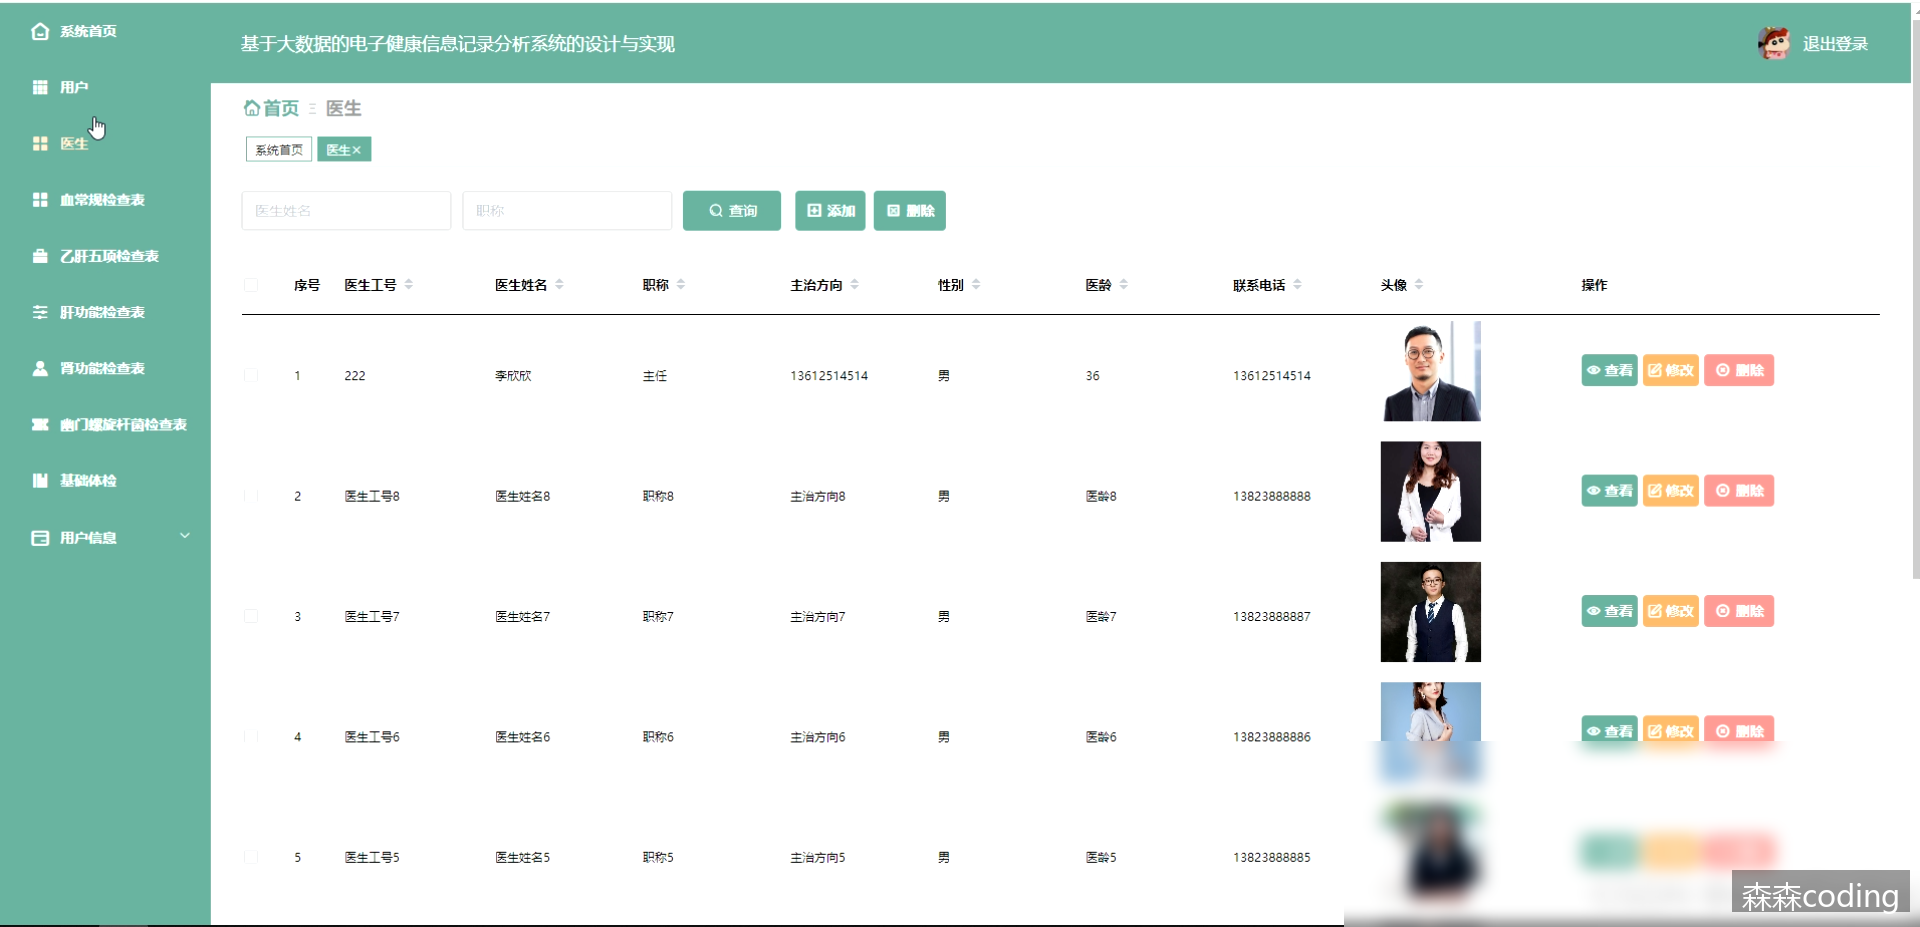 系统首页
用户
医生
血常规检查表
乙肝五项检查表
肝功能检查表
肾功能检查表
幽门螺旋杆菌检查表
基础体检
用户信息
基于大数据的电子健康信息记录分析系统的设计与实现
退出登录
首页 医生
系统首页 医生×
医生姓名 职称 查询 添加 删除
序号 医生工号 医生姓名 职称 主治方向 性别 医龄 联系电话 头像 操作
1 222 李欣欣 主任 13612514514 男 36 13612514514 查看 修改 删除
2 医生工号8 医生姓名8 职称8 主治方向8 男 医龄8 13823888888 查看 修改 删除
3 医生工号7 医生姓名7 职称7 主治方向7 男 医龄7 13823888887 查看 修改 删除
4 医生工号6 医生姓名6 职称6 主治方向6 男 医龄6 13823888886 查看 修改 删除
5 医生工号5 医生姓名5 职称5 主治方向5 男 医龄5 13823888885
森森coding